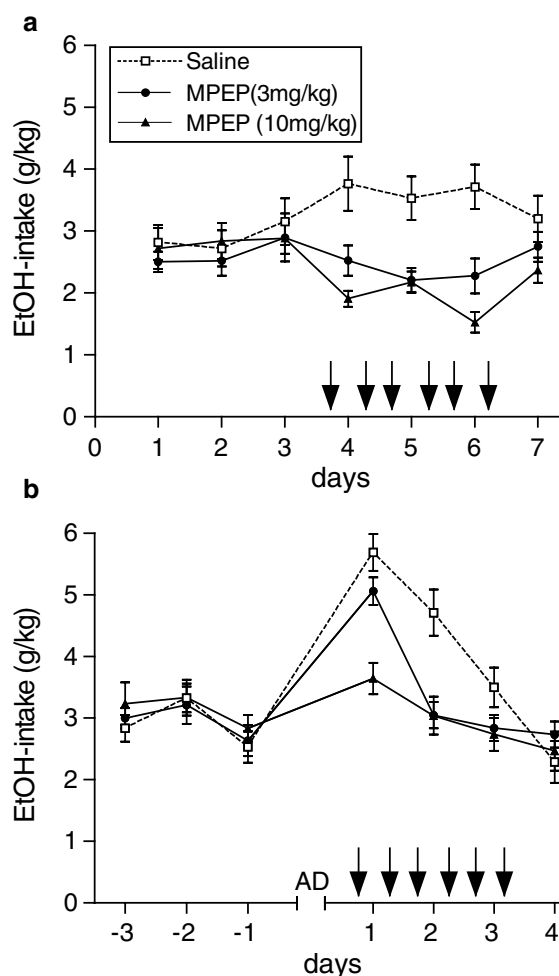 a
6
5
4
3
2
1
0
EtOH-intake (g/kg)
Saline
MPEP(3mg/kg)
MPEP (10mg/kg)
0 1 2 3 4 5 6 7
days
b
6
5
4
3
2
1
0
EtOH-intake (g/kg)
AD
-3 -2 -1 1 2 3 4
days